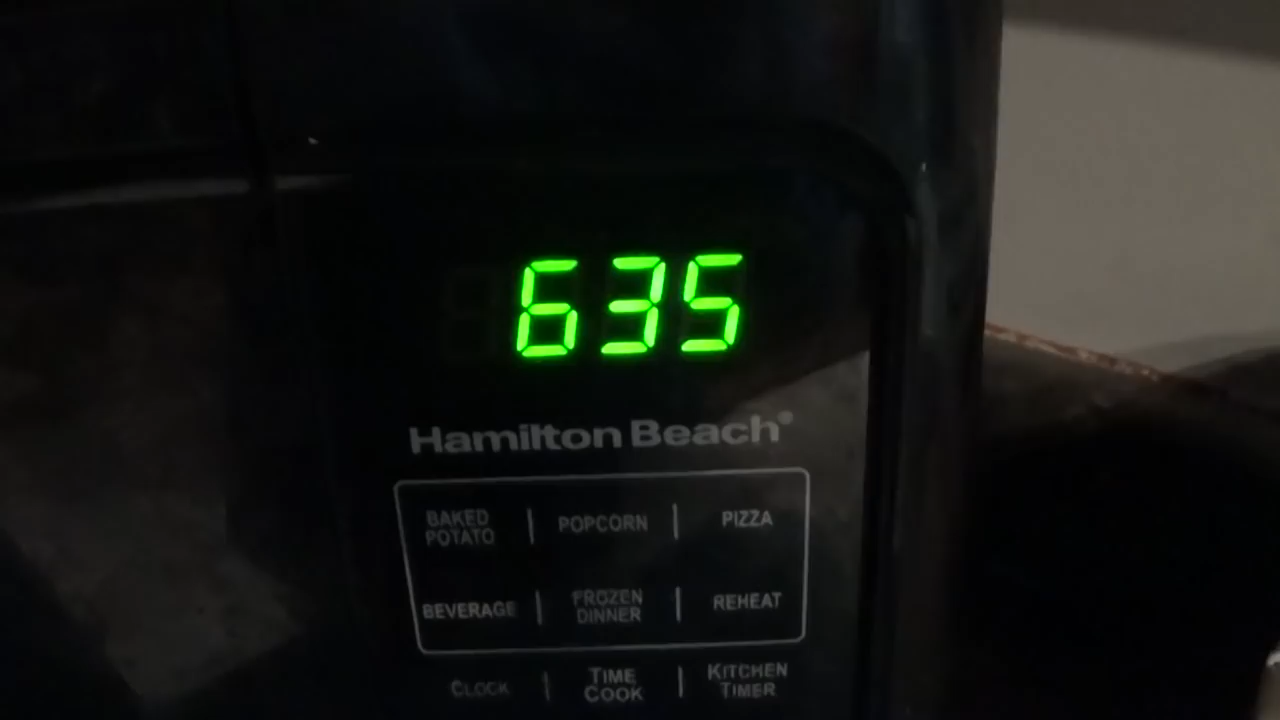 635
Hamilton Beach®
BAKED POTATO | POPCORN | PIZZA
BEVERAGE | FROZEN DINNER | REHEAT
CLOCK | TIME COOK | KITCHEN TIMER